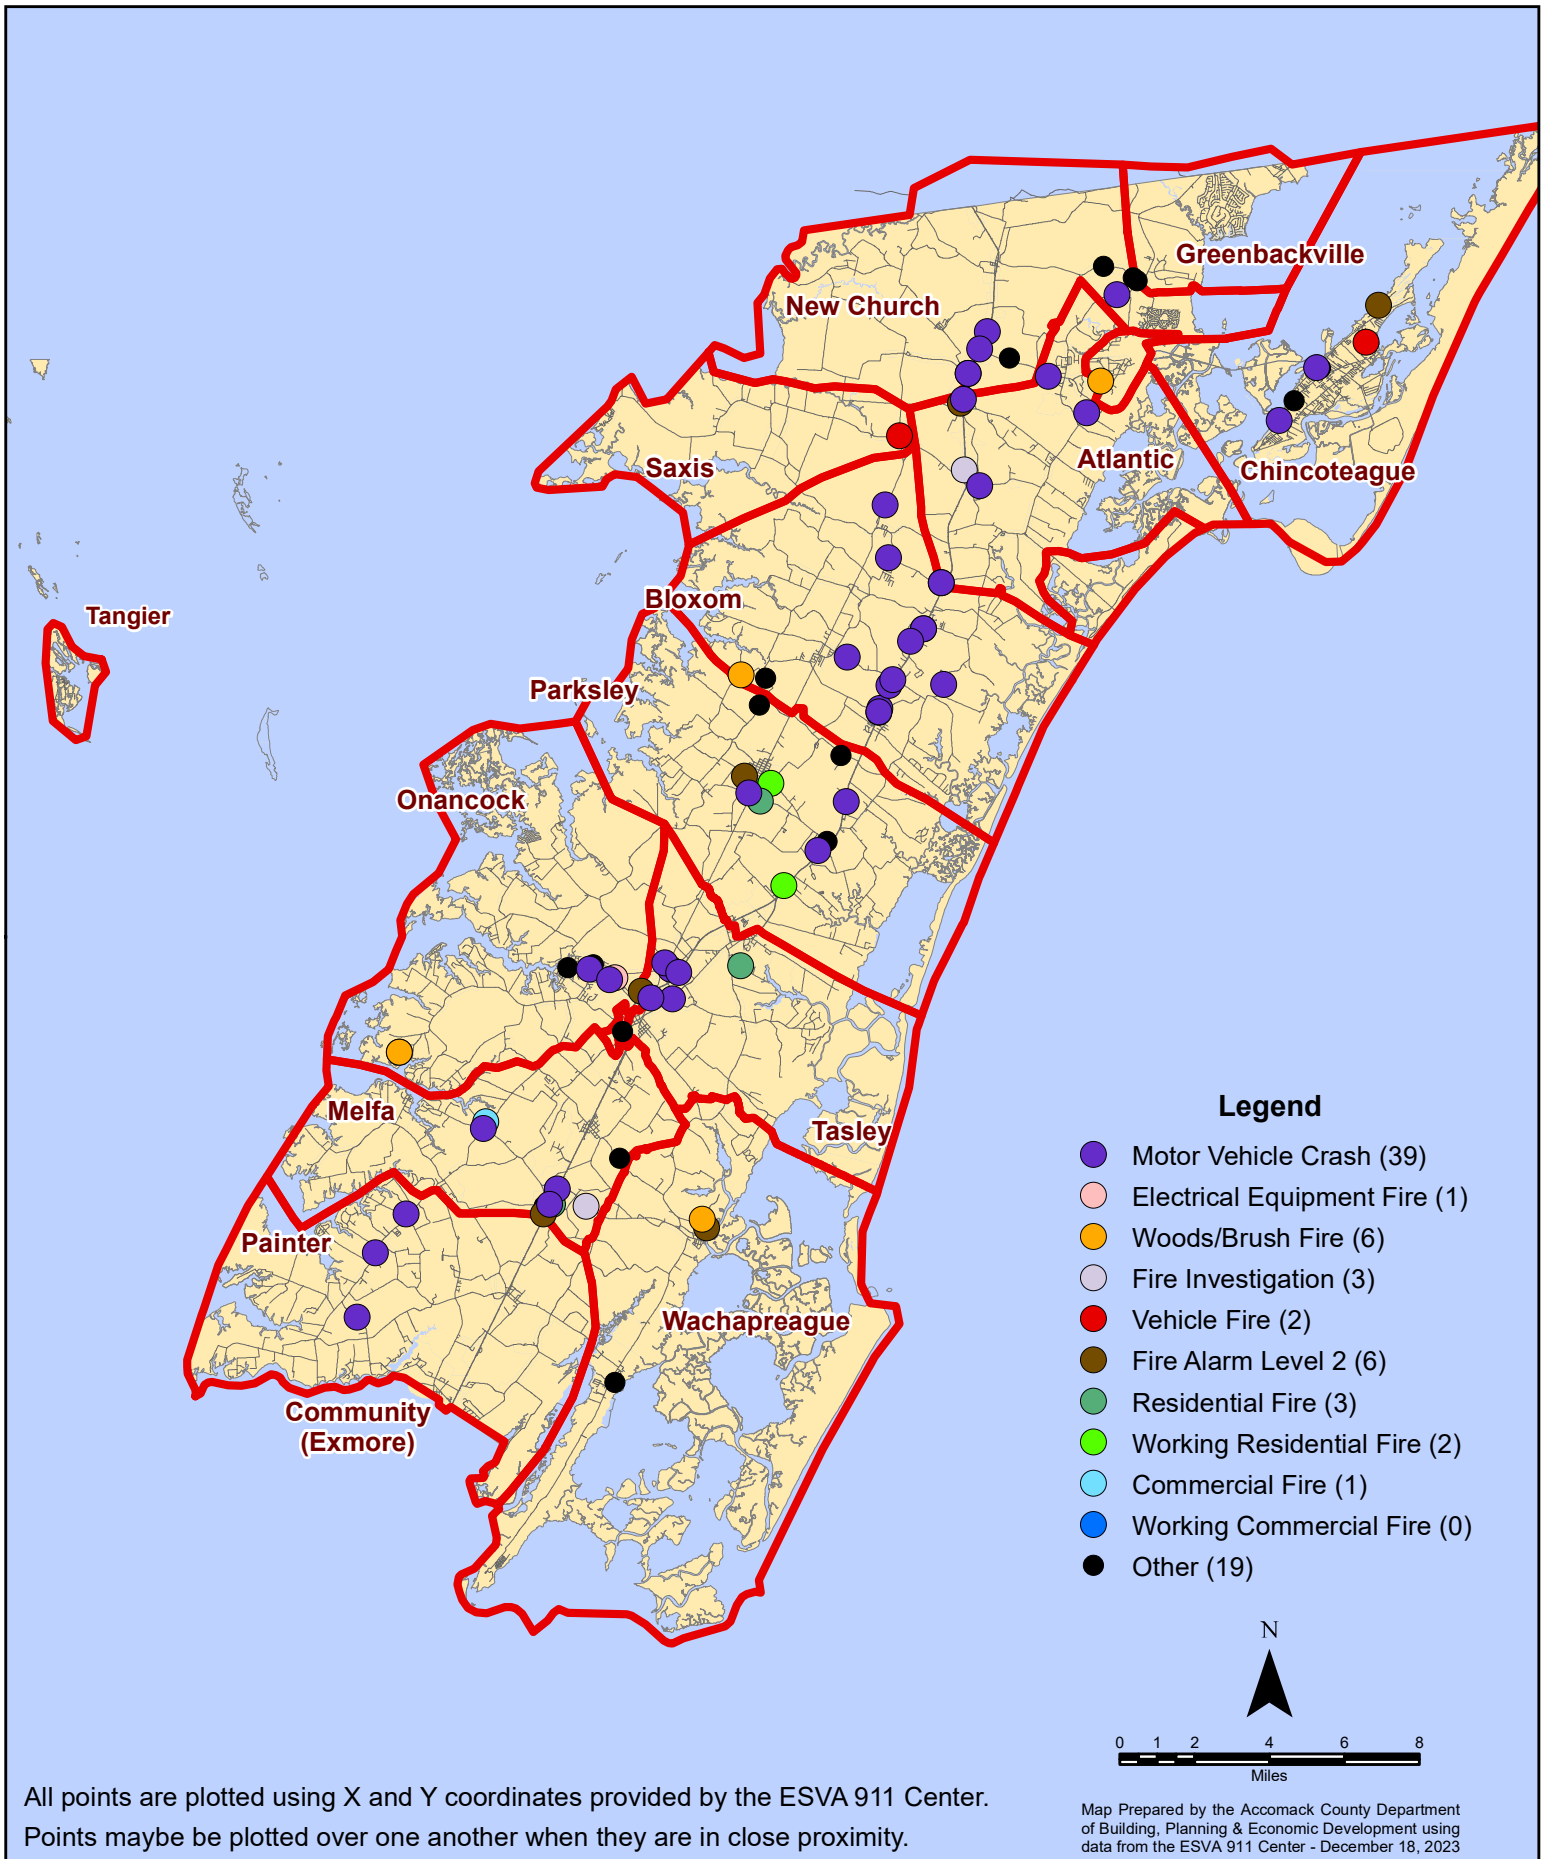 Greenbackville
New Church
Saxis
Atlantic
Chincoteague
Bloxom
Tangier
Parksley
Onancock
Melfa
Tasley
Painter
Wachapreague
Community
(Exmore)
Legend
Motor Vehicle Crash (39)
Electrical Equipment Fire (1)
Woods/Brush Fire (6)
Fire Investigation (3)
Vehicle Fire (2)
Fire Alarm Level 2 (6)
Residential Fire (3)
Working Residential Fire (2)
Commercial Fire (1)
Working Commercial Fire (0)
Other (19)
N
0 1 2 4 6 8
Miles
All points are plotted using X and Y coordinates provided by the ESVA 911 Center.
Points maybe be plotted over one another when they are in close proximity.
Map Prepared by the Accomack County Department
of Building, Planning & Economic Development using
data from the ESVA 911 Center - December 18, 2023